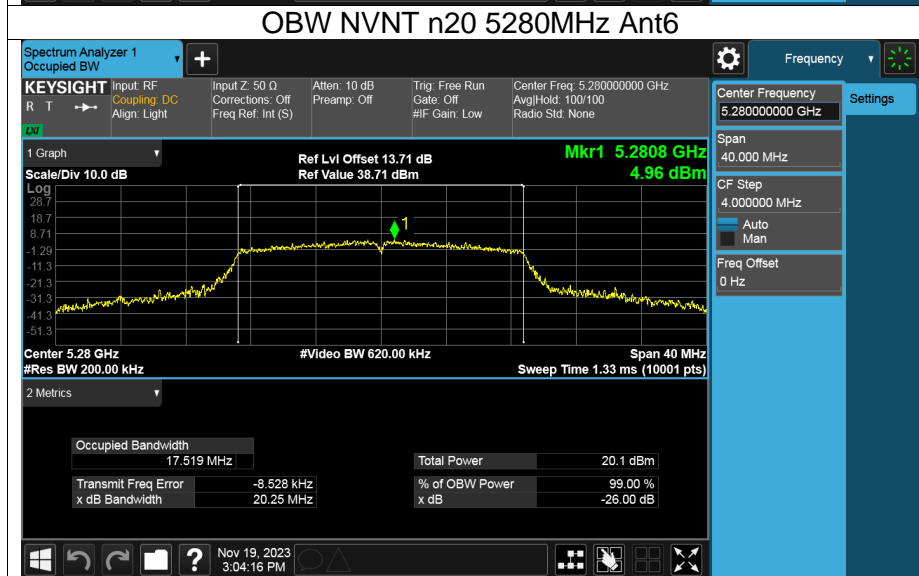 OBW NVNT n20 5280MHz Ant6
Spectrum Analyzer 1
Occupied BW
Frequency
KEYSIGHT Input: RF Input Z: 50 Ω Atten: 10 dB Trig: Free Run Center Freq: 5.280000000 GHz
R T Coupling: DC Corrections: Off Preamp: Off Gate: Off Avg|Hold: 100/100
Align: Light Freq Ref: Int (S) #IF Gain: Low Radio Std: None
LXI
Center Frequency
5.280000000 GHz
Settings
Span
40.000 MHz
CF Step
4.000000 MHz
Auto
Man
Freq Offset
0 Hz
1 Graph
Ref Lvl Offset 13.71 dB
Mkr1 5.2808 GHz
Scale/Div 10.0 dB
Ref Value 38.71 dBm
4.96 dBm
Log
28.7
18.7
8.71
-1.29
-11.3
-21.3
-31.3
-41.3
-51.3
1
Center 5.28 GHz
#Video BW 620.00 kHz
Span 40 MHz
#Res BW 200.00 kHz
Sweep Time 1.33 ms (10001 pts)
2 Metrics
Occupied Bandwidth
17.519 MHz
Total Power 20.1 dBm
Transmit Freq Error -8.528 kHz
% of OBW Power 99.00 %
x dB Bandwidth 20.25 MHz
x dB -26.00 dB
?
Nov 19, 2023
3:04:16 PM